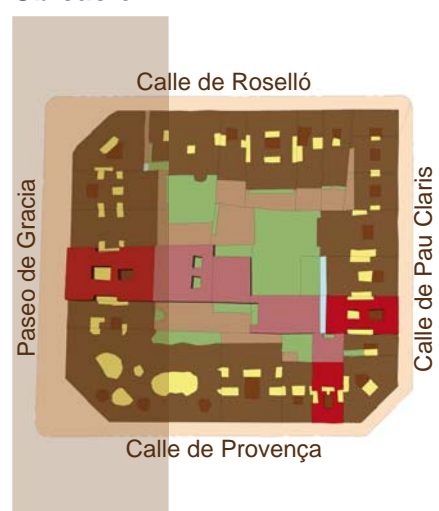 Calle de Roselló
Paseo de Gracia
Calle de Pau Claris
Calle de Provença